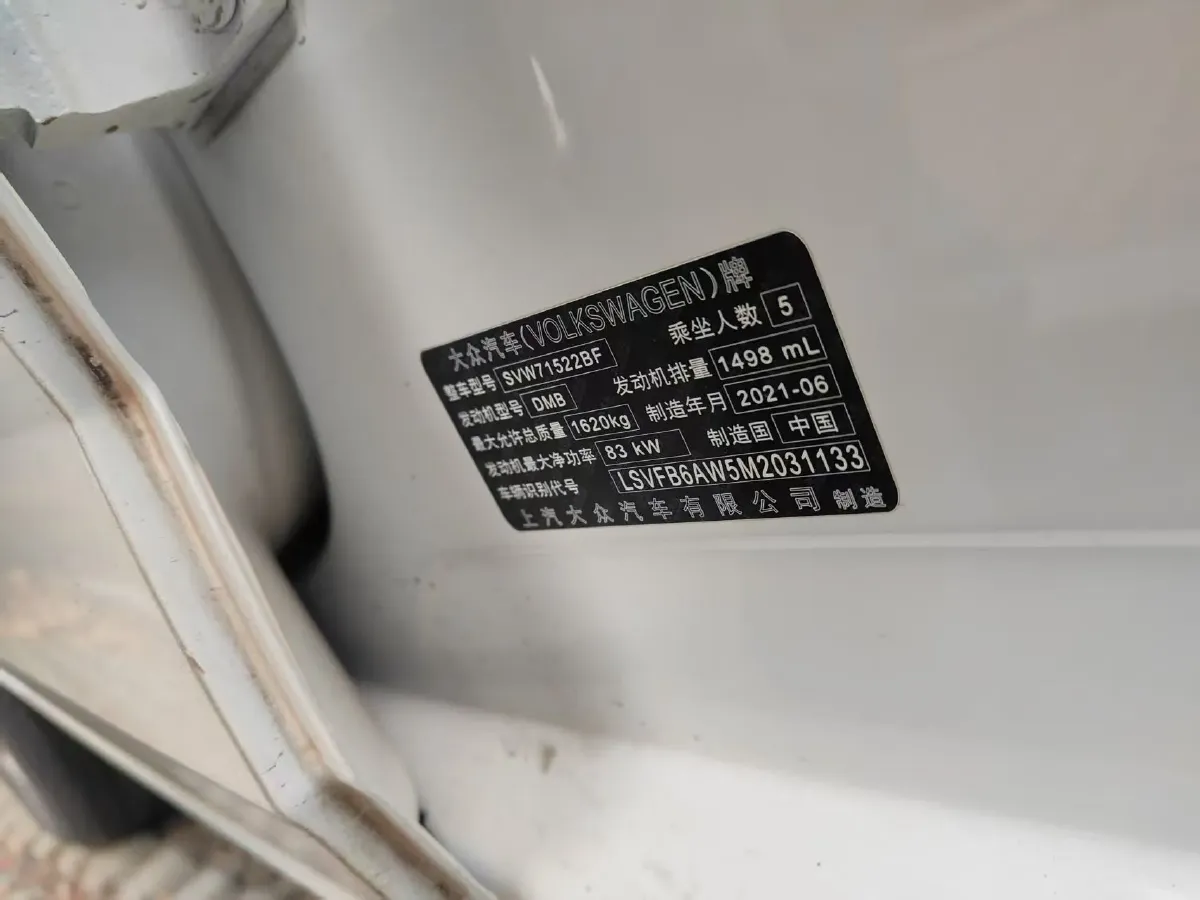 大众汽车(VOLKSWAGEN)牌
整车型号 SVW71522BF 乘坐人数 5
发动机型号 DMB 发动机排量 1498 mL
最大允许总质量 1620kg 制造年月 2021-06
发动机最大净功率 83 kW 制造国 中国
车辆识别代号 LSVFB6AW5M2031133
上汽大众汽车有限公司 制造